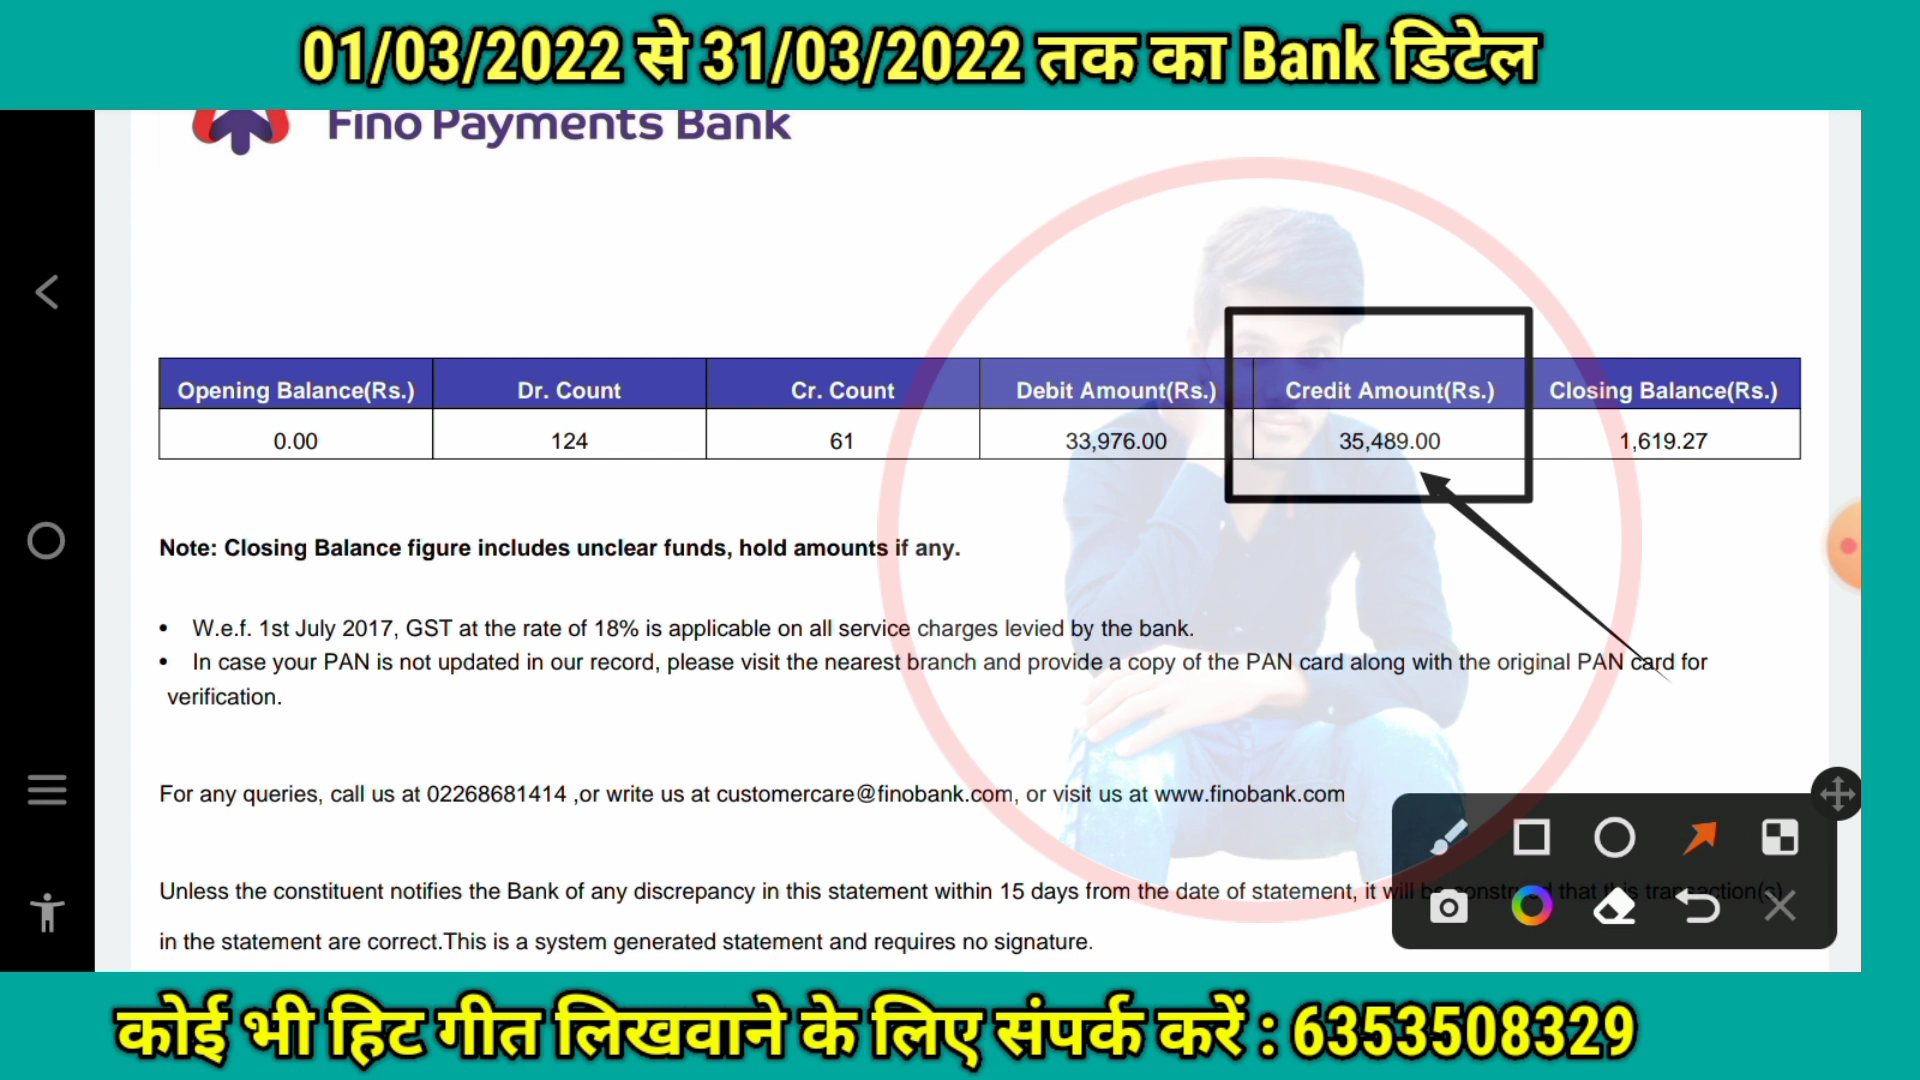 01/03/2022 से 31/03/2022 तक का Bank डिटेल
Fino Payments Bank
Opening Balance(Rs.) Dr. Count Cr. Count Debit Amount(Rs.) Credit Amount(Rs.) Closing Balance(Rs.)
0.00 124 61 33,976.00 35,489.00 1,619.27
Note: Closing Balance figure includes unclear funds, hold amounts if any.
• W.e.f. 1st July 2017, GST at the rate of 18% is applicable on all service charges levied by the bank.
• In case your PAN is not updated in our record, please visit the nearest branch and provide a copy of the PAN card along with the original PAN card for
verification.
For any queries, call us at 02268681414 ,or write us at customercare@finobank.com, or visit us at www.finobank.com
Unless the constituent notifies the Bank of any discrepancy in this statement within 15 days from the date of statement, it will be construed that this transaction(s)
in the statement are correct.This is a system generated statement and requires no signature.
कोई भी हिट गीत लिखवाने के लिए संपर्क करें : 6353508329